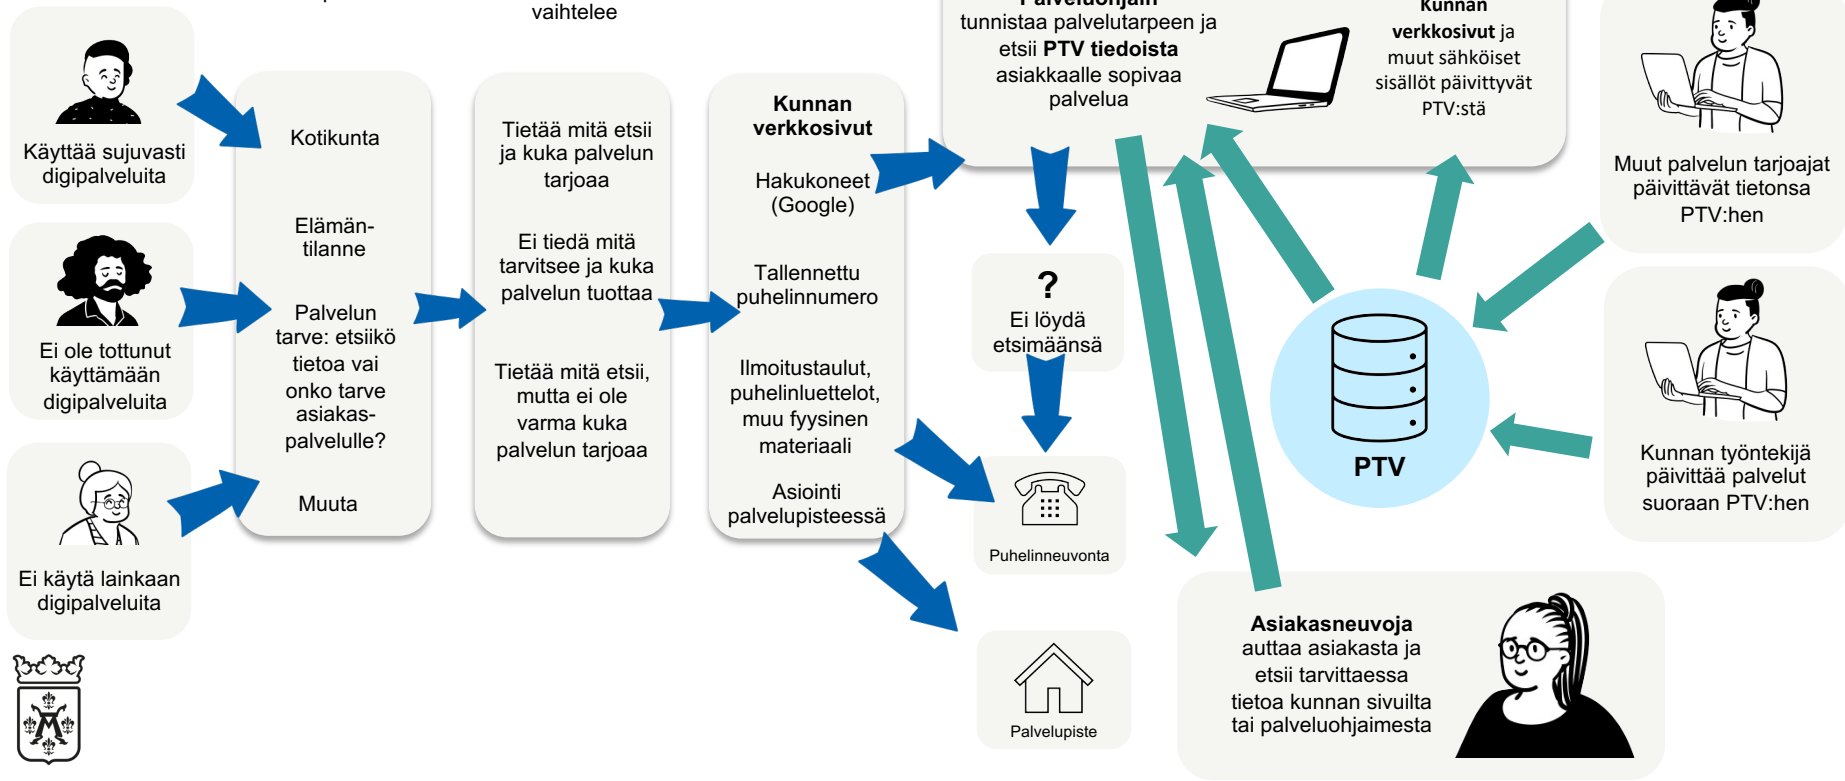 vaihtelee
Käyttää sujuvasti
digipalveluita
Ei ole tottunut
käyttämään
digipalveluita
Ei käytä lainkaan
digipalveluita
Kotikunta
Elämän-
tilanne
Palvelun
tarve: etsiikö
tietoa vai
onko tarve
asiakas-
palvelulle?
Muuta
Tietää mitä etsii
ja kuka palvelun
tarjoaa
Ei tiedä mitä
tarvitsee ja kuka
palvelun tuottaa
Tietää mitä etsii,
mutta ei ole
varma kuka
palvelun tarjoaa
Kunnan
verkkosivut
Hakukoneet
(Google)
Tallennettu
puhelinnumero
Ilmoitustaulut,
puhelinluettelot,
muu fyysinen
materiaali
Asiointi
palvelupisteessä
Palveluohjain
tunnistaa palvelutarpeen ja
etsii PTV tiedoista
asiakkaalle sopivaa
palvelua
Kunnan
verkkosivut ja
muut sähköiset
sisällöt päivittyvät
PTV:stä
?
Ei löydä
etsimäänsä
Puhelinneuvonta
Palvelupiste
PTV
Muut palvelun tarjoajat
päivittävät tietonsa
PTV:hen
Kunnan työntekijä
päivittää palvelut
suoraan PTV:hen
Asiakasneuvoja
auttaa asiakasta ja
etsii tarvittaessa
tietoa kunnan sivuilta
tai palveluohjaimesta